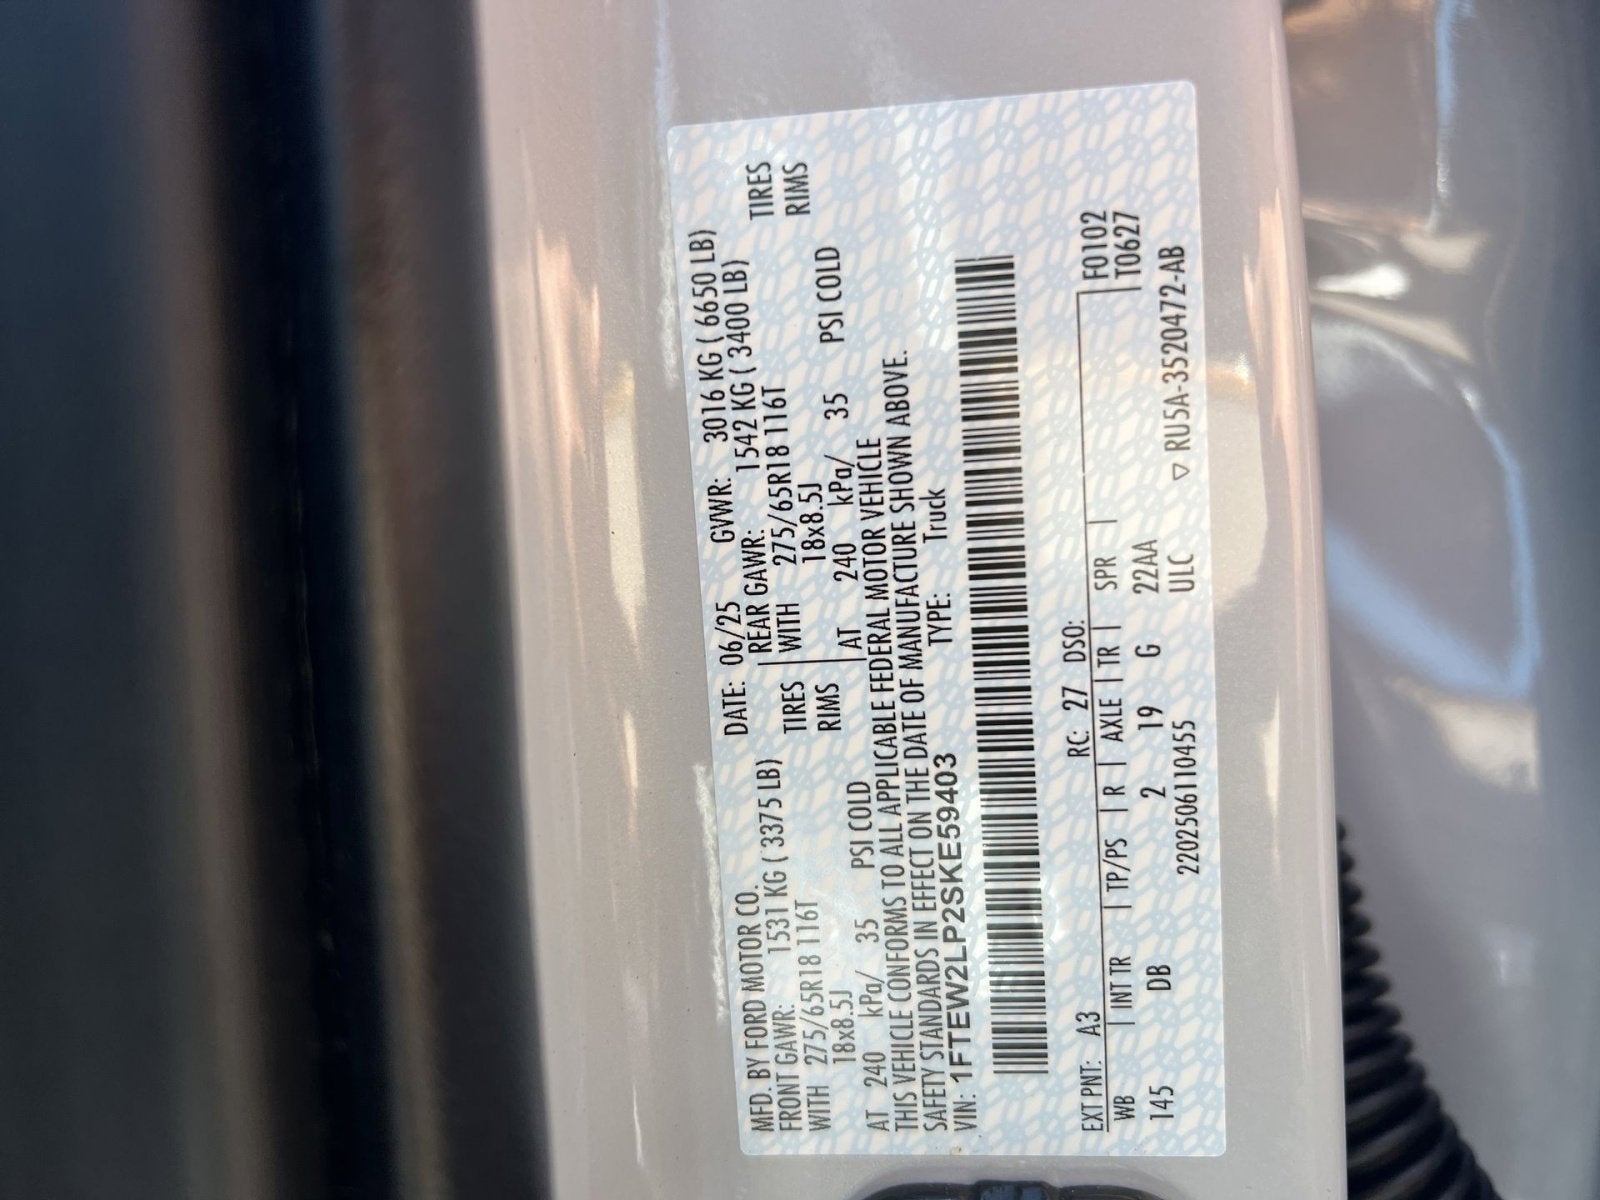 MFD. BY FORD MOTOR CO. DATE: 06/25 GVWR: 3016 KG ( 6650 LB)
FRONT GAWR: 1531 KG ( 3375 LB) REAR GAWR: 1542 KG ( 3400 LB)
WITH 275/65R18 116T TIRES WITH 275/65R18 116T TIRES
18x8.5J RIMS 18x8.5J RIMS
AT 240 kPa/ 35 PSI COLD AT 240 kPa/ 35 PSI COLD
THIS VEHICLE CONFORMS TO ALL APPLICABLE FEDERAL MOTOR VEHICLE
SAFETY STANDARDS IN EFFECT ON THE DATE OF MANUFACTURE SHOWN ABOVE.
VIN: 1FTEW2LP2SKE59403 TYPE: Truck
EXT PNT: A3 RC: 27 DSO: F0102
WB | INT TR | TP/PS | R | AXLE | TR | SPR | T0627
145 DB 2 19 G 22AA
2202506110455 ULC ▽ RU5A-3520472-AB